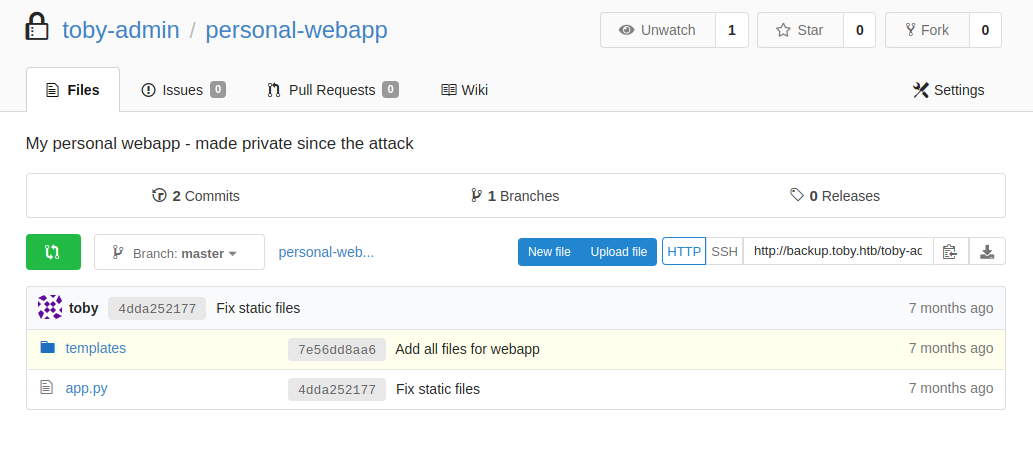 toby-admin / personal-webapp Unwatch 1 Star 0 Fork 0
Files Issues 0 Pull Requests 0 Wiki Settings
My personal webapp - made private since the attack
2 Commits 1 Branches 0 Releases
Branch: master personal-web... New file Upload file HTTP SSH http://backup.toby.htb/toby-ac
toby 4dda252177 Fix static files 7 months ago
templates 7e56dd8aa6 Add all files for webapp 7 months ago
app.py 4dda252177 Fix static files 7 months ago